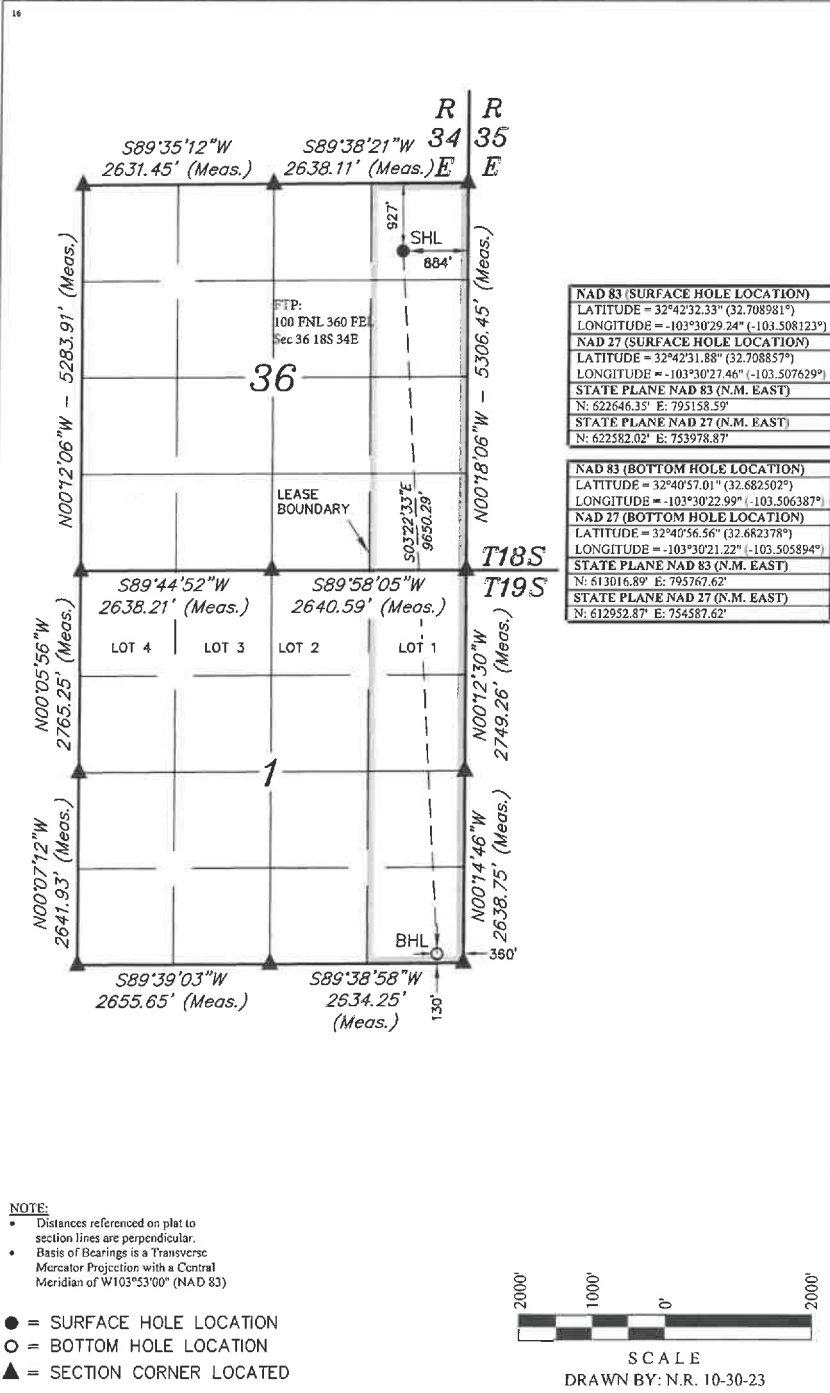 16
R R
34 35
E E
S89°35'12"W
2631.45' (Meas.)
S89°38'21"W
2638.11' (Meas.)
927'
SHL
884'
N00°12'06"W – 5283.91' (Meas.)
N00°18'06"W – 5306.45' (Meas.)
FTP:
100 FNL 360 FEL
Sec 36 18S 34E
36
LEASE
BOUNDARY
S03°22'33"E
9650.29'
T18S
T19S
S89°44'52"W
2638.21' (Meas.)
S89°58'05"W
2640.59' (Meas.)
LOT 4
LOT 3
LOT 2
LOT 1
N00°05'56"W
2765.25' (Meas.)
N00°12'30"W
2749.26' (Meas.)
1
N00°07'12"W
2641.93' (Meas.)
N00°14'46"W
2638.75' (Meas.)
BHL
360'
130'
S89°39'03"W
2655.65' (Meas.)
S89°38'58"W
2634.25'
(Meas.)
NAD 83 (SURFACE HOLE LOCATION)
LATITUDE = 32°42'32.33" (32.708981°)
LONGITUDE = -103°30'29.24" (-103.508123°)
NAD 27 (SURFACE HOLE LOCATION)
LATITUDE = 32°42'31.88" (32.708857°)
LONGITUDE = -103°30'27.46" (-103.507629°)
STATE PLANE NAD 83 (N.M. EAST)
N: 622646.35' E: 795158.59'
STATE PLANE NAD 27 (N.M. EAST)
N: 622582.02' E: 753978.87'
NAD 83 (BOTTOM HOLE LOCATION)
LATITUDE = 32°40'57.01" (32.682502°)
LONGITUDE = -103°30'22.99" (-103.506387°)
NAD 27 (BOTTOM HOLE LOCATION)
LATITUDE = 32°40'56.56" (32.682378°)
LONGITUDE = -103°30'21.22" (-103.505894°)
STATE PLANE NAD 83 (N.M. EAST)
N: 613016.89' E: 795767.62'
STATE PLANE NAD 27 (N.M. EAST)
N: 612952.87' E: 754587.62'
NOTE:
• Distances referenced on plat to
section lines are perpendicular.
• Basis of Bearings is a Transverse
Mercator Projection with a Central
Meridian of W103°53'00" (NAD 83)
= SURFACE HOLE LOCATION
= BOTTOM HOLE LOCATION
= SECTION CORNER LOCATED
2000' 1000' 0' 2000'
SCALE
DRAWN BY: N.R. 10-30-23